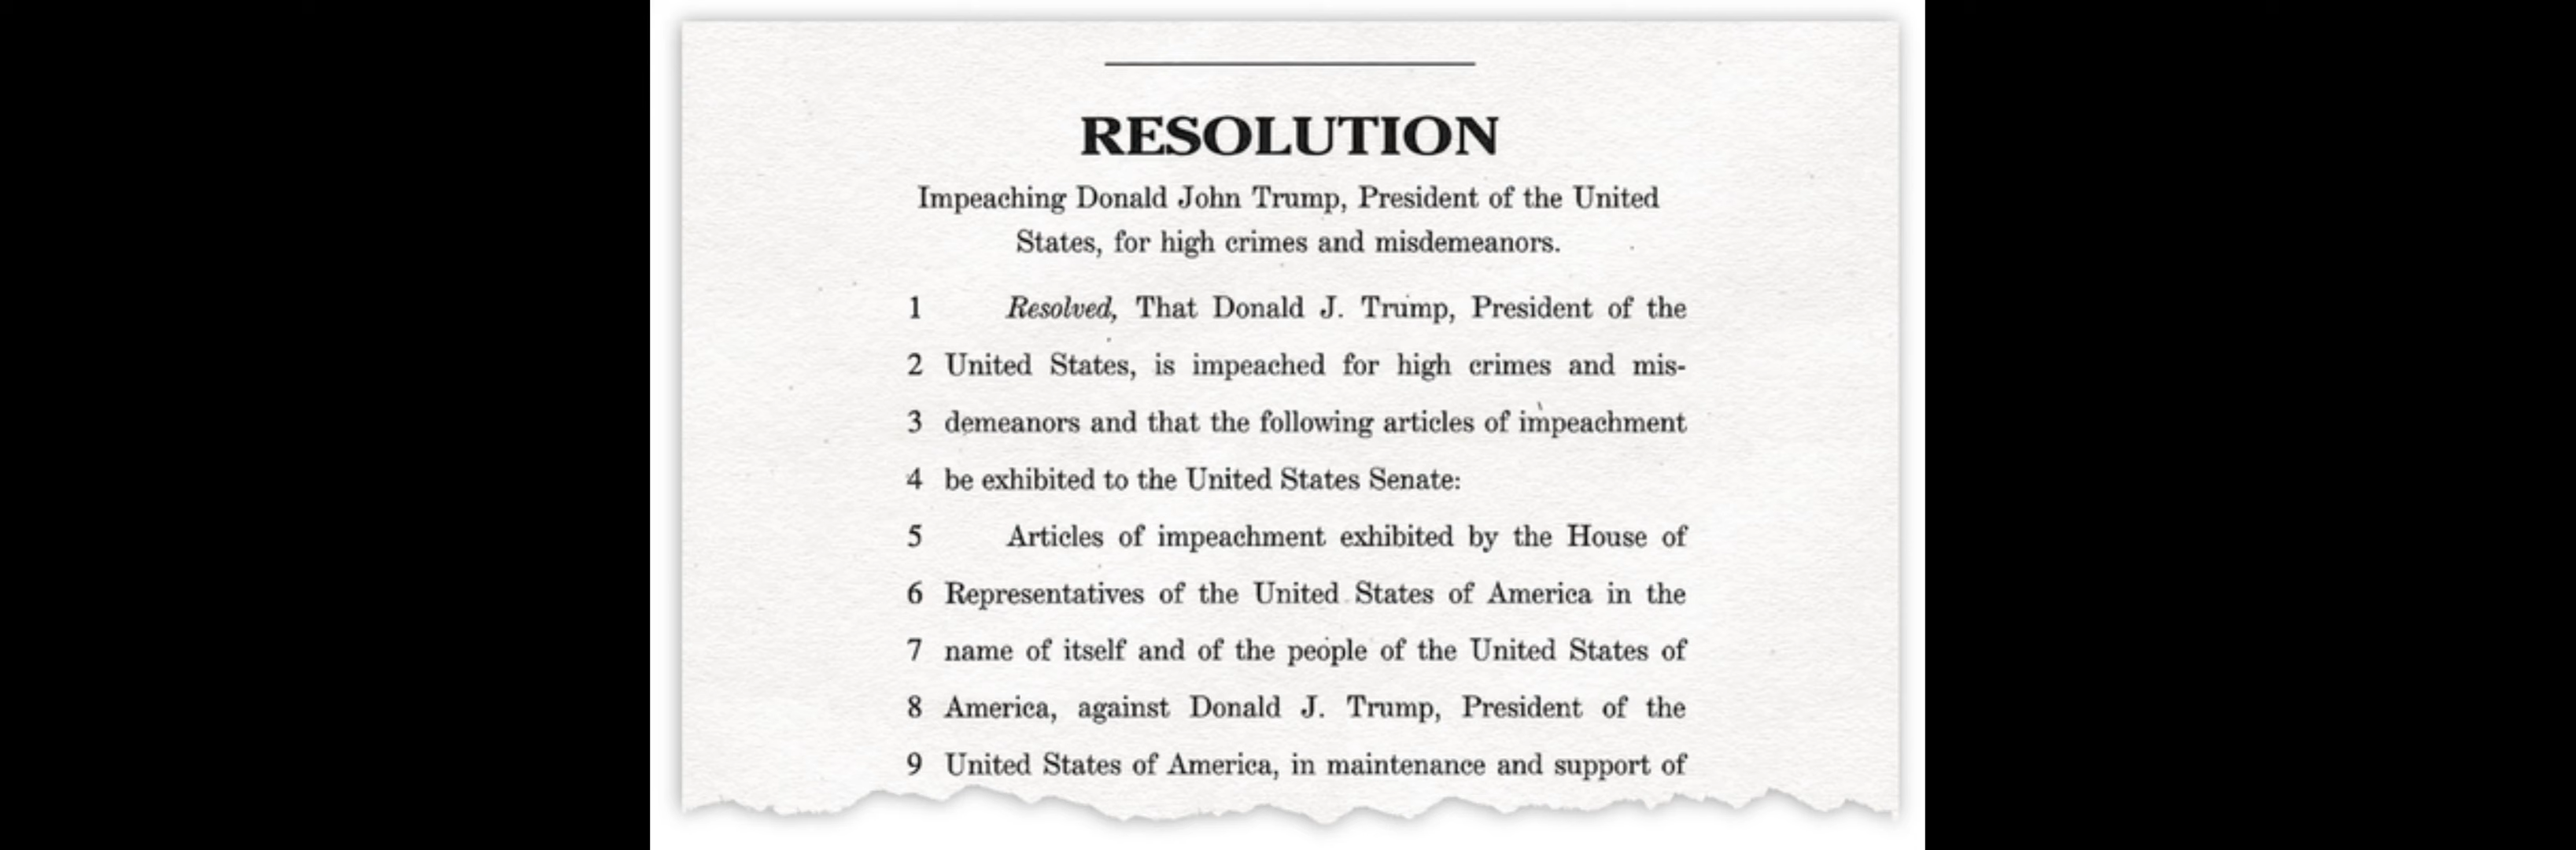 RESOLUTION
Impeaching Donald John Trump, President of the United
States, for high crimes and misdemeanors.
1 Resolved, That Donald J. Trump, President of the
2 United States, is impeached for high crimes and mis-
3 demeanors and that the following articles of impeachment
4 be exhibited to the United States Senate:
5 Articles of impeachment exhibited by the House of
6 Representatives of the United States of America in the
7 name of itself and of the people of the United States of
8 America, against Donald J. Trump, President of the
9 United States of America, in maintenance and support of